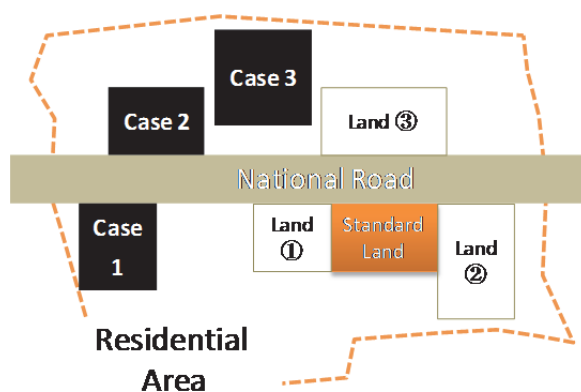 Case 3
Case 2
Land ③
National Road
Case
1
Land
①
Standard
Land
Land
②
Residential
Area